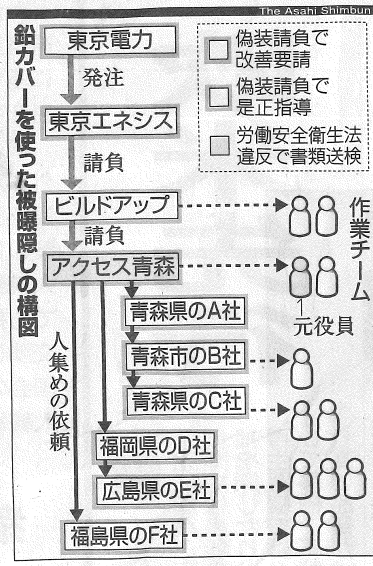 The Asahi Shimbun
鉛カバーを使った被曝隠しの構図
東京電力
発注
東京エネシス
請負
ビルドアップ
請負
アクセス青森
人集めの依頼
青森県のA社
青森市のB社
青森県のC社
福岡県のD社
広島県のE社
福島県のF社
偽装請負で
改善要請
偽装請負で
是正指導
労働安全衛生法
違反で書類送検
作業チーム
元役員